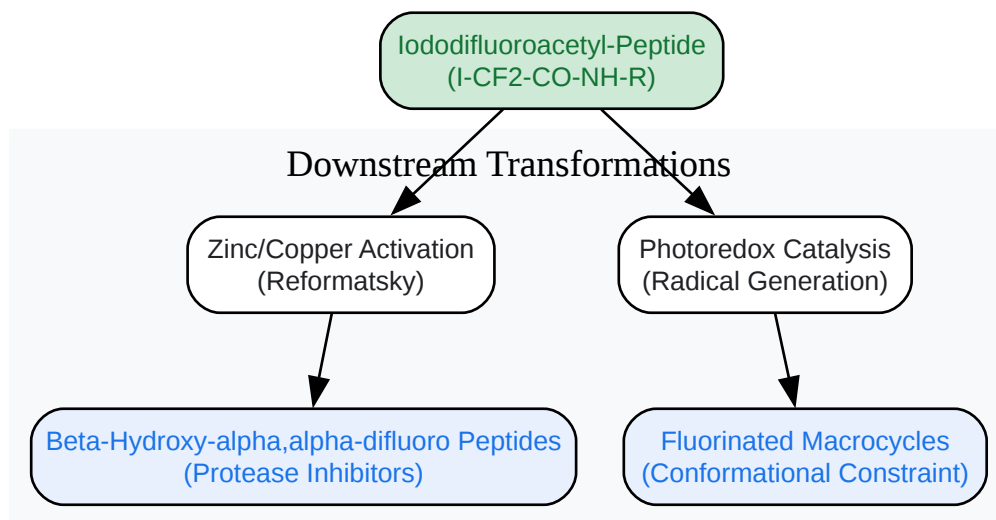 Iododifluoroacetyl-Peptide
(I-CF2-CO-NH-R)
Downstream Transformations
Zinc/Copper Activation
(Reformatsky)
Photoredox Catalysis
(Radical Generation)
Beta-Hydroxy-alpha,alpha-difluoro Peptides
(Protease Inhibitors)
Fluorinated Macrocycles
(Conformational Constraint)